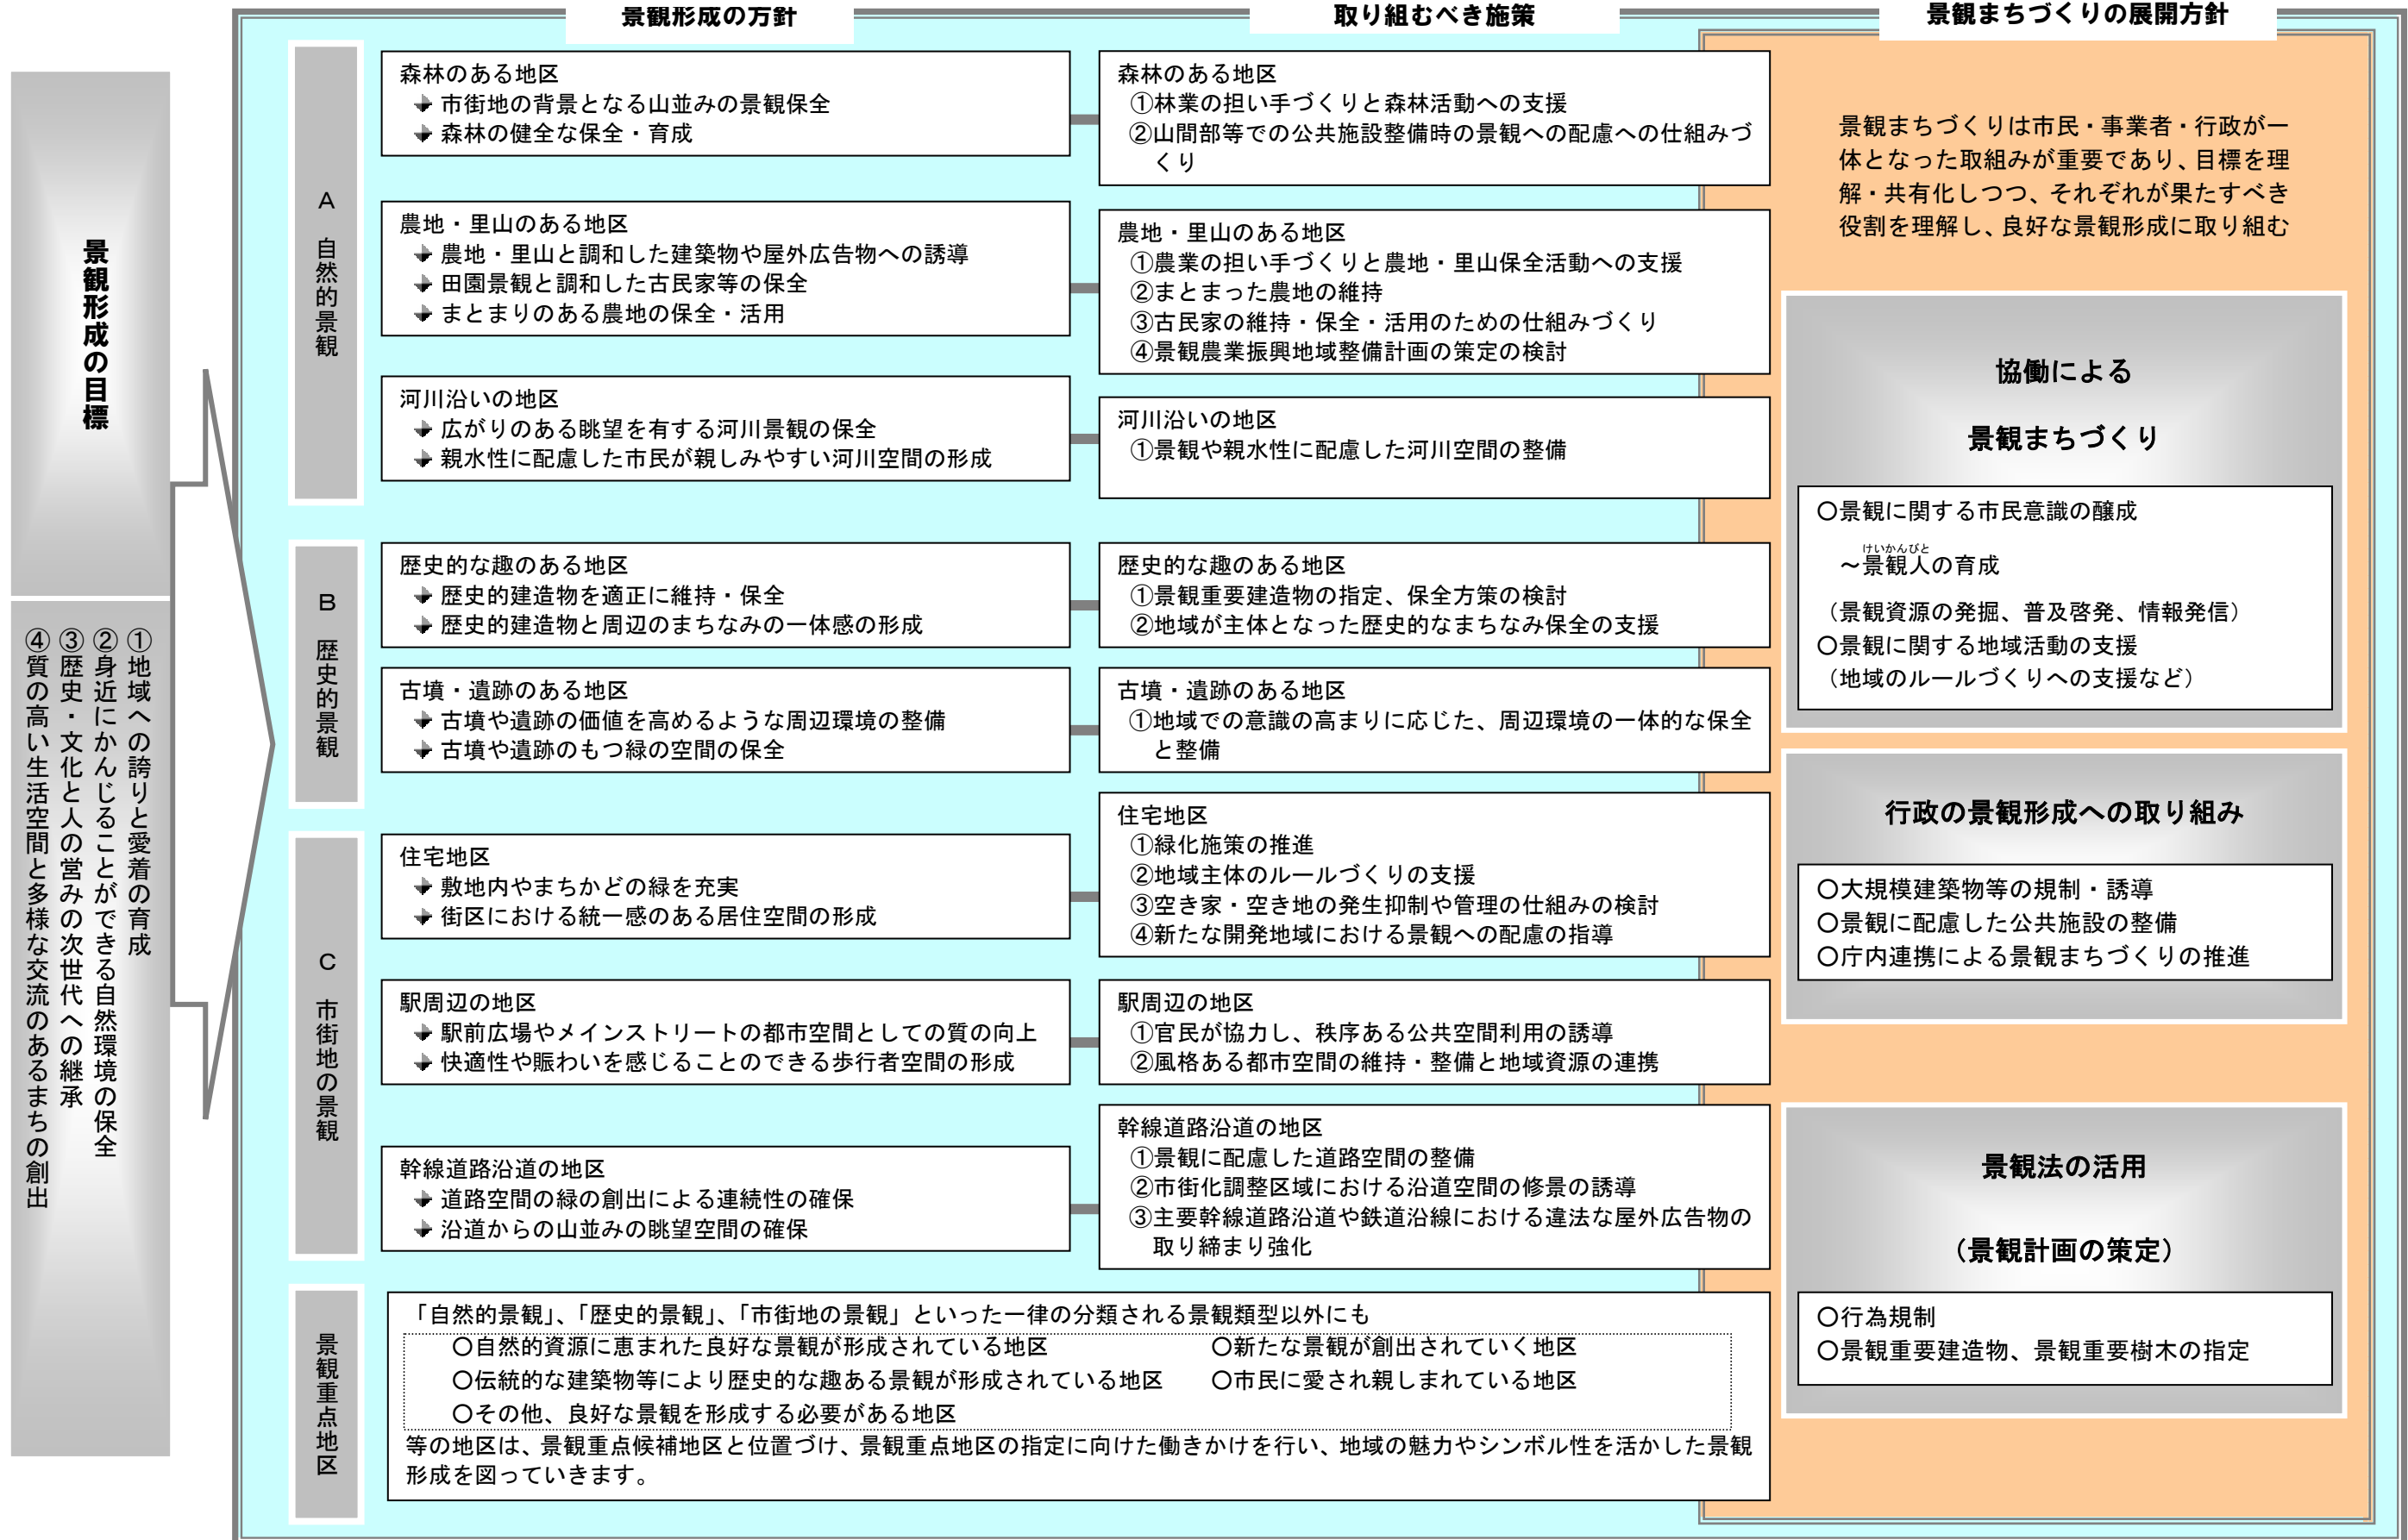 景観形成の方針
取り組むべき施策
景観まちづくりの展開方針
景観形成の目標
①地域への誇りと愛着の育成
②身近にかんじることができる自然環境の保全
③歴史・文化と人の営みの次世代への継承
④質の高い生活空間と多様な交流のあるまちの創出
A 自然的景観
森林のある地区
市街地の背景となる山並みの景観保全
森林の健全な保全・育成
森林のある地区
①林業の担い手づくりと森林活動への支援
②山間部等での公共施設整備時の景観への配慮への仕組みづ
くり
農地・里山のある地区
農地・里山と調和した建築物や屋外広告物への誘導
田園景観と調和した古民家等の保全
まとまりのある農地の保全・活用
農地・里山のある地区
①農業の担い手づくりと農地・里山保全活動への支援
②まとまった農地の維持
③古民家の維持・保全・活用のための仕組みづくり
④景観農業振興地域整備計画の策定の検討
河川沿いの地区
広がりのある眺望を有する河川景観の保全
親水性に配慮した市民が親しみやすい河川空間の形成
河川沿いの地区
①景観や親水性に配慮した河川空間の整備
B 歴史的景観
歴史的な趣のある地区
歴史的建造物を適正に維持・保全
歴史的建造物と周辺のまちなみの一体感の形成
歴史的な趣のある地区
①景観重要建造物の指定、保全方策の検討
②地域が主体となった歴史的なまちなみ保全の支援
古墳・遺跡のある地区
古墳や遺跡の価値を高めるような周辺環境の整備
古墳や遺跡のもつ緑の空間の保全
古墳・遺跡のある地区
①地域での意識の高まりに応じた、周辺環境の一体的な保全
と整備
C 市街地の景観
住宅地区
敷地内やまちかどの緑を充実
街区における統一感のある居住空間の形成
住宅地区
①緑化施策の推進
②地域主体のルールづくりの支援
③空き家・空き地の発生抑制や管理の仕組みの検討
④新たな開発地域における景観への配慮の指導
駅周辺の地区
駅前広場やメインストリートの都市空間としての質の向上
快適性や賑わいを感じることのできる歩行者空間の形成
駅周辺の地区
①官民が協力し、秩序ある公共空間利用の誘導
②風格ある都市空間の維持・整備と地域資源の連携
幹線道路沿道の地区
道路空間の緑の創出による連続性の確保
沿道からの山並みの眺望空間の確保
幹線道路沿道の地区
①景観に配慮した道路空間の整備
②市街化調整区域における沿道空間の修景の誘導
③主要幹線道路沿道や鉄道沿線における違法な屋外広告物の
取り締まり強化
景観重点地区
「自然的景観」、「歴史的景観」、「市街地の景観」といった一律の分類される景観類型以外にも
○自然的資源に恵まれた良好な景観が形成されている地区 ○新たな景観が創出されていく地区
○伝統的な建築物等により歴史的な趣ある景観が形成されている地区 ○市民に愛され親しまれている地区
○その他、良好な景観を形成する必要がある地区
等の地区は、景観重点候補地区と位置づけ、景観重点地区の指定に向けた働きかけを行い、地域の魅力やシンボル性を活かした景観
形成を図っていきます。
景観まちづくりは市民・事業者・行政が一
体となった取組みが重要であり、目標を理
解・共有化しつつ、それぞれが果たすべき
役割を理解し、良好な景観形成に取り組む
協働による
景観まちづくり
○景観に関する市民意識の醸成
けいかんびと
～景観人の育成
（景観資源の発掘、普及啓発、情報発信）
○景観に関する地域活動の支援
（地域のルールづくりへの支援など）
行政の景観形成への取り組み
○大規模建築物等の規制・誘導
○景観に配慮した公共施設の整備
○庁内連携による景観まちづくりの推進
景観法の活用
（景観計画の策定）
○行為規制
○景観重要建造物、景観重要樹木の指定